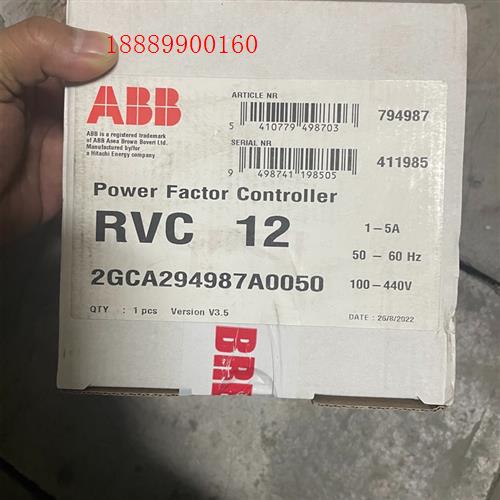 18889900160
ABB
ABB is a registered trademark
of ABB Asea Brown Boveri Ltd.
Manufactured by/for
a Hitachi Energy company
ARTICLE NR
5 410779 498703
794987
SERIAL NR
9 498741 198505
411985
Power Factor Controller
RVC 12
1-5A
50 - 60 Hz
2GCA294987A0050
100-440V
QTY : 1 pcs Version V3.5
DATE : 26/8/2022